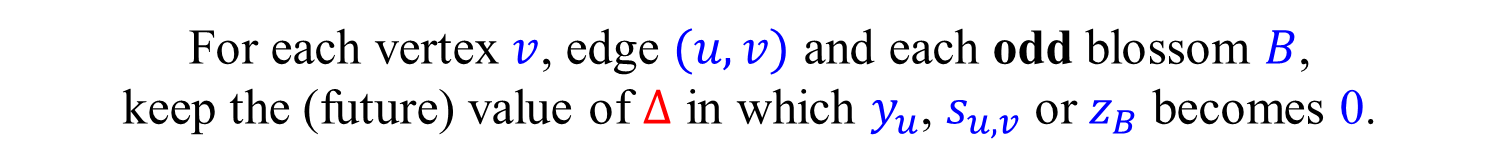 For each vertex v, edge (u, v) and each odd blossom B,
keep the (future) value of Δ in which y_u, s_{u,v} or z_B becomes 0.